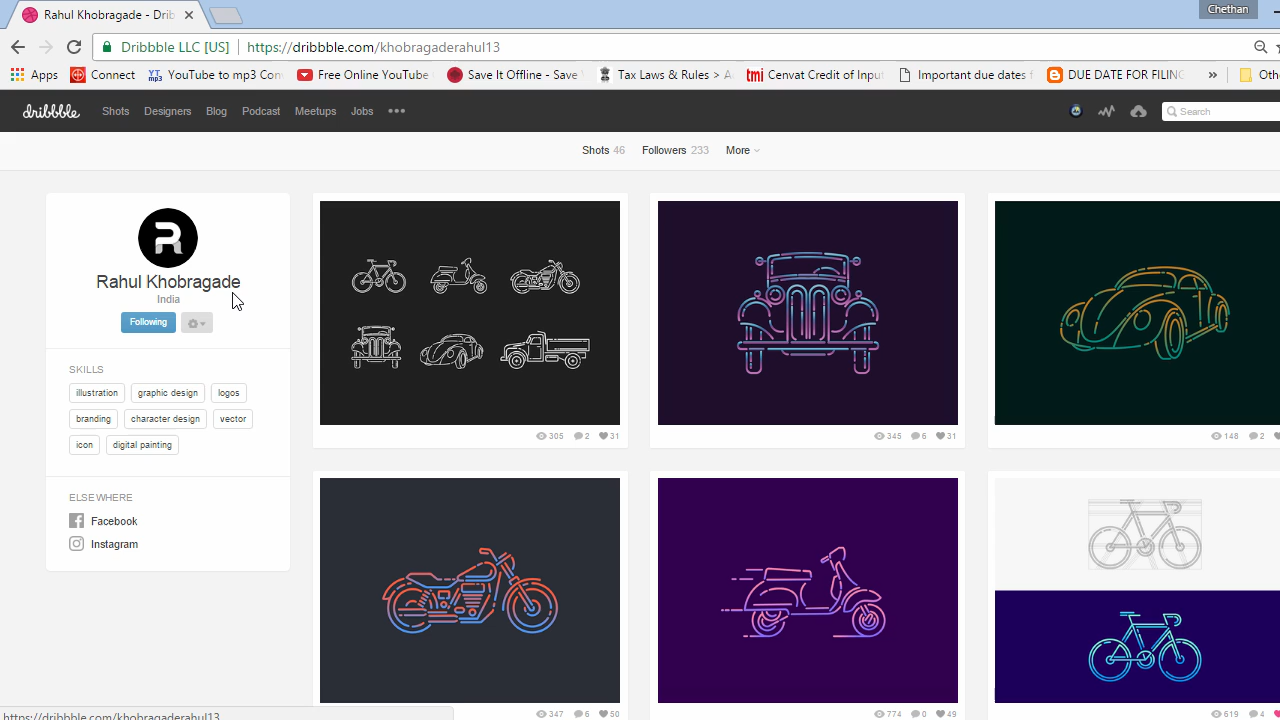 Chethan
Rahul Khobragade - Drib
Dribbble LLC [US] https://dribbble.com/khobragaderahul13
Apps Connect YouTube to mp3 Con Free Online YouTube Save It Offline - Save Tax Laws & Rules > A Cenvat Credit of Input Important due dates DUE DATE FOR FILING » Oth
dribbble Shots Designers Blog Podcast Meetups Jobs ••• Search
Shots 46 Followers 233 More
R
Rahul Khobragade
India
Following
SKILLS
illustration graphic design logos
branding character design vector
icon digital painting
ELSEWHERE
Facebook
Instagram
305 2 31
345 6 31
148 2
347 6 50
774 0 49
619 4
https://dribbble.com/khobragaderahul13